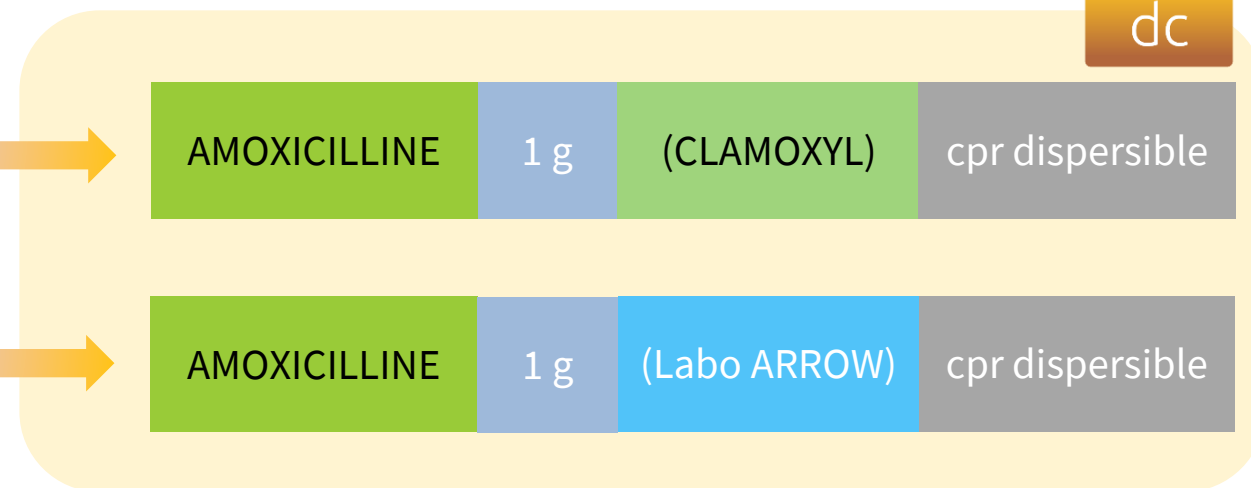 dc
AMOXICILLINE 1 g (CLAMOXYL) cpr dispersible
AMOXICILLINE 1 g (Labo ARROW) cpr dispersible